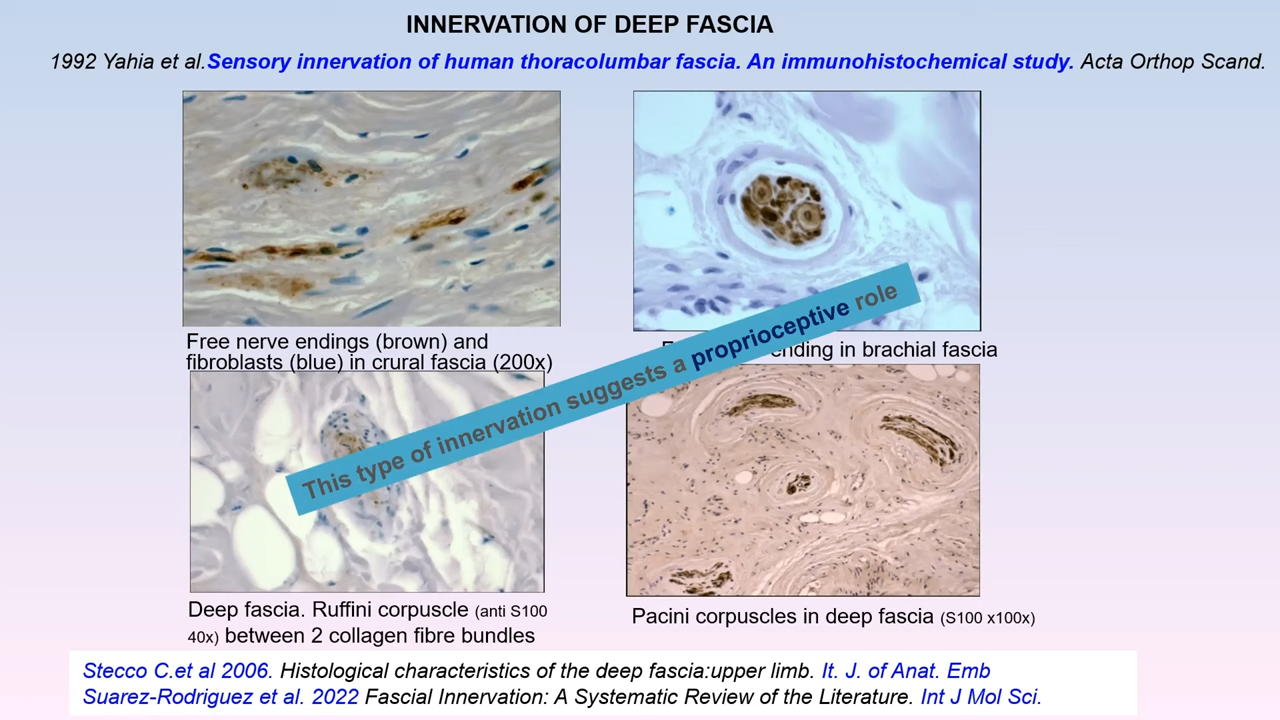 INNERVATION OF DEEP FASCIA
1992 Yahia et al.Sensory innervation of human thoracolumbar fascia. An immunohistochemical study. Acta Orthop Scand.
Free nerve endings (brown) and
fibroblasts (blue) in crural fascia (200x)
ending in brachial fascia
This type of innervation suggests a proprioceptive role
Deep fascia. Ruffini corpuscle (anti S100
40x) between 2 collagen fibre bundles
Pacini corpuscles in deep fascia (S100 x100x)
Stecco C.et al 2006. Histological characteristics of the deep fascia:upper limb. It. J. of Anat. Emb
Suarez-Rodriguez et al. 2022 Fascial Innervation: A Systematic Review of the Literature. Int J Mol Sci.